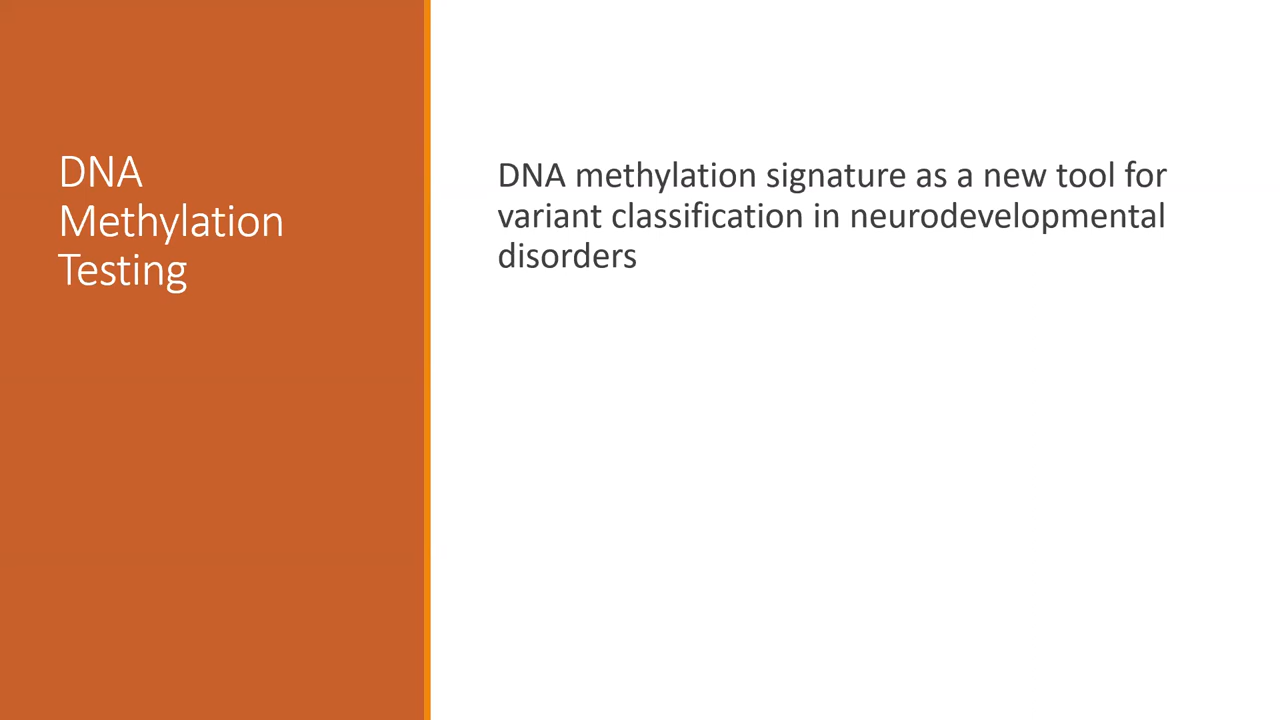 DNA
Methylation
Testing
DNA methylation signature as a new tool for
variant classification in neurodevelopmental
disorders